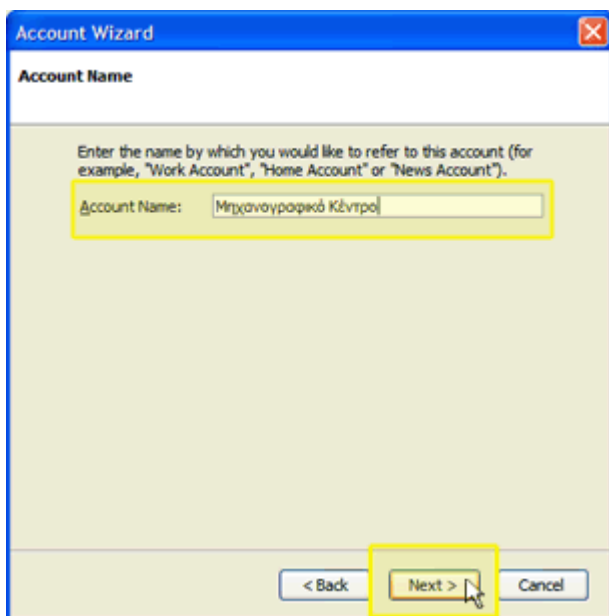 Account Wizard
Account Name
Enter the name by which you would like to refer to this account (for
example, "Work Account", "Home Account" or "News Account").
Account Name: Μηχανογραφικό Κέντρο
< Back Next > Cancel